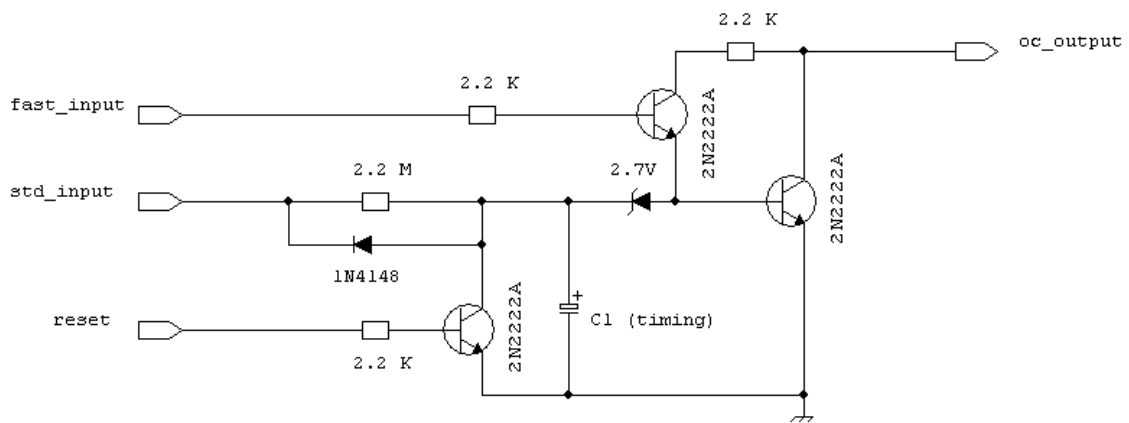 2.2 K
oc_output
2.2 K
fast_input
2N2222A
2.2 M
2.7V
std_input
2N2222A
1N4148
2N2222A
reset
+
C1 (timing)
2.2 K